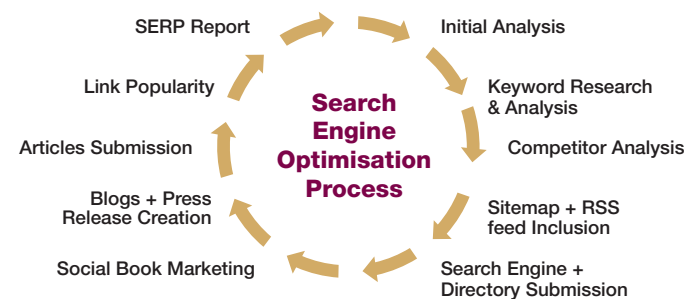 Search
Engine
Optimisation
Process
Initial Analysis
Keyword Research
& Analysis
Competitor Analysis
Sitemap + RSS
feed Inclusion
Search Engine +
Directory Submission
Social Book Marketing
Blogs + Press
Release Creation
Articles Submission
Link Popularity
SERP Report